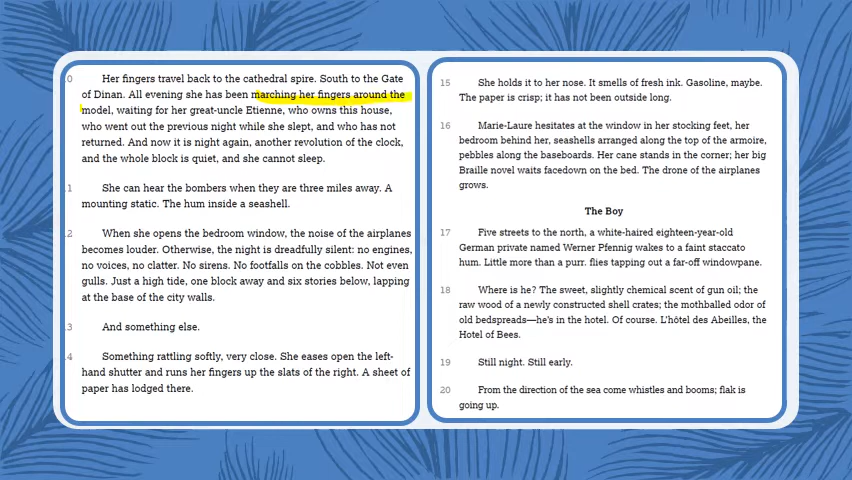 0 Her fingers travel back to the cathedral spire. South to the Gate
of Dinan. All evening she has been marching her fingers around the
model, waiting for her great-uncle Etienne, who owns this house,
who went out the previous night while she slept, and who has not
returned. And now it is night again, another revolution of the clock,
and the whole block is quiet, and she cannot sleep.
1 She can hear the bombers when they are three miles away. A
mounting static. The hum inside a seashell.
2 When she opens the bedroom window, the noise of the airplanes
becomes louder. Otherwise, the night is dreadfully silent: no engines,
no voices, no clatter. No sirens. No footfalls on the cobbles. Not even
gulls. Just a high tide, one block away and six stories below, lapping
at the base of the city walls.
3 And something else.
4 Something rattling softly, very close. She eases open the left-
hand shutter and runs her fingers up the slats of the right. A sheet of
paper has lodged there.
15 She holds it to her nose. It smells of fresh ink. Gasoline, maybe.
The paper is crisp; it has not been outside long.
16 Marie-Laure hesitates at the window in her stocking feet, her
bedroom behind her, seashells arranged along the top of the armoire,
pebbles along the baseboards. Her cane stands in the corner; her big
Braille novel waits facedown on the bed. The drone of the airplanes
grows.
The Boy
17 Five streets to the north, a white-haired eighteen-year-old
German private named Werner Pfennig wakes to a faint staccato
hum. Little more than a purr. flies tapping out a far-off windowpane.
18 Where is he? The sweet, slightly chemical scent of gun oil; the
raw wood of a newly constructed shell crates; the mothballed odor of
old bedspreads—he's in the hotel. Of course. L'hôtel des Abeilles, the
Hotel of Bees.
19 Still night. Still early.
20 From the direction of the sea come whistles and booms; flak is
going up.